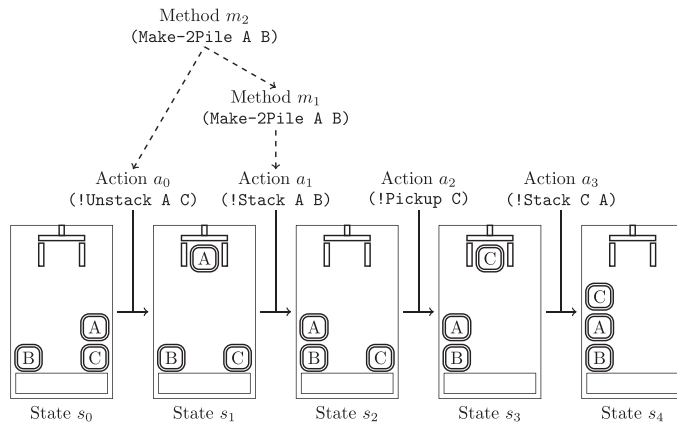 Method m₂
(Make-2Pile A B)
Method m₁
(Make-2Pile A B)
Action a₀
(!Unstack A C)
Action a₁
(!Stack A B)
Action a₂
(!Pickup C)
Action a₃
(!Stack C A)
A
B
C
State s₀
A
B
C
State s₁
A
B
C
State s₂
C
A
B
State s₃
C
A
B
State s₄